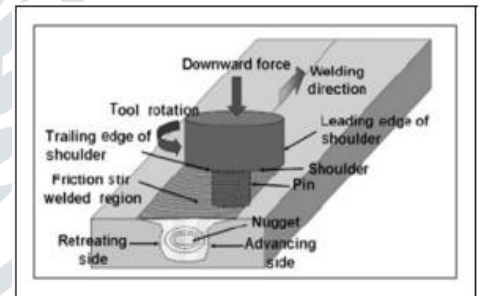 Downward force
Welding
direction
Tool rotation
Leading edge of
shoulder
Trailing edge of
shoulder
Shoulder
Pin
Friction stir
welded region
Nugget
Retreating
side
Advancing
side